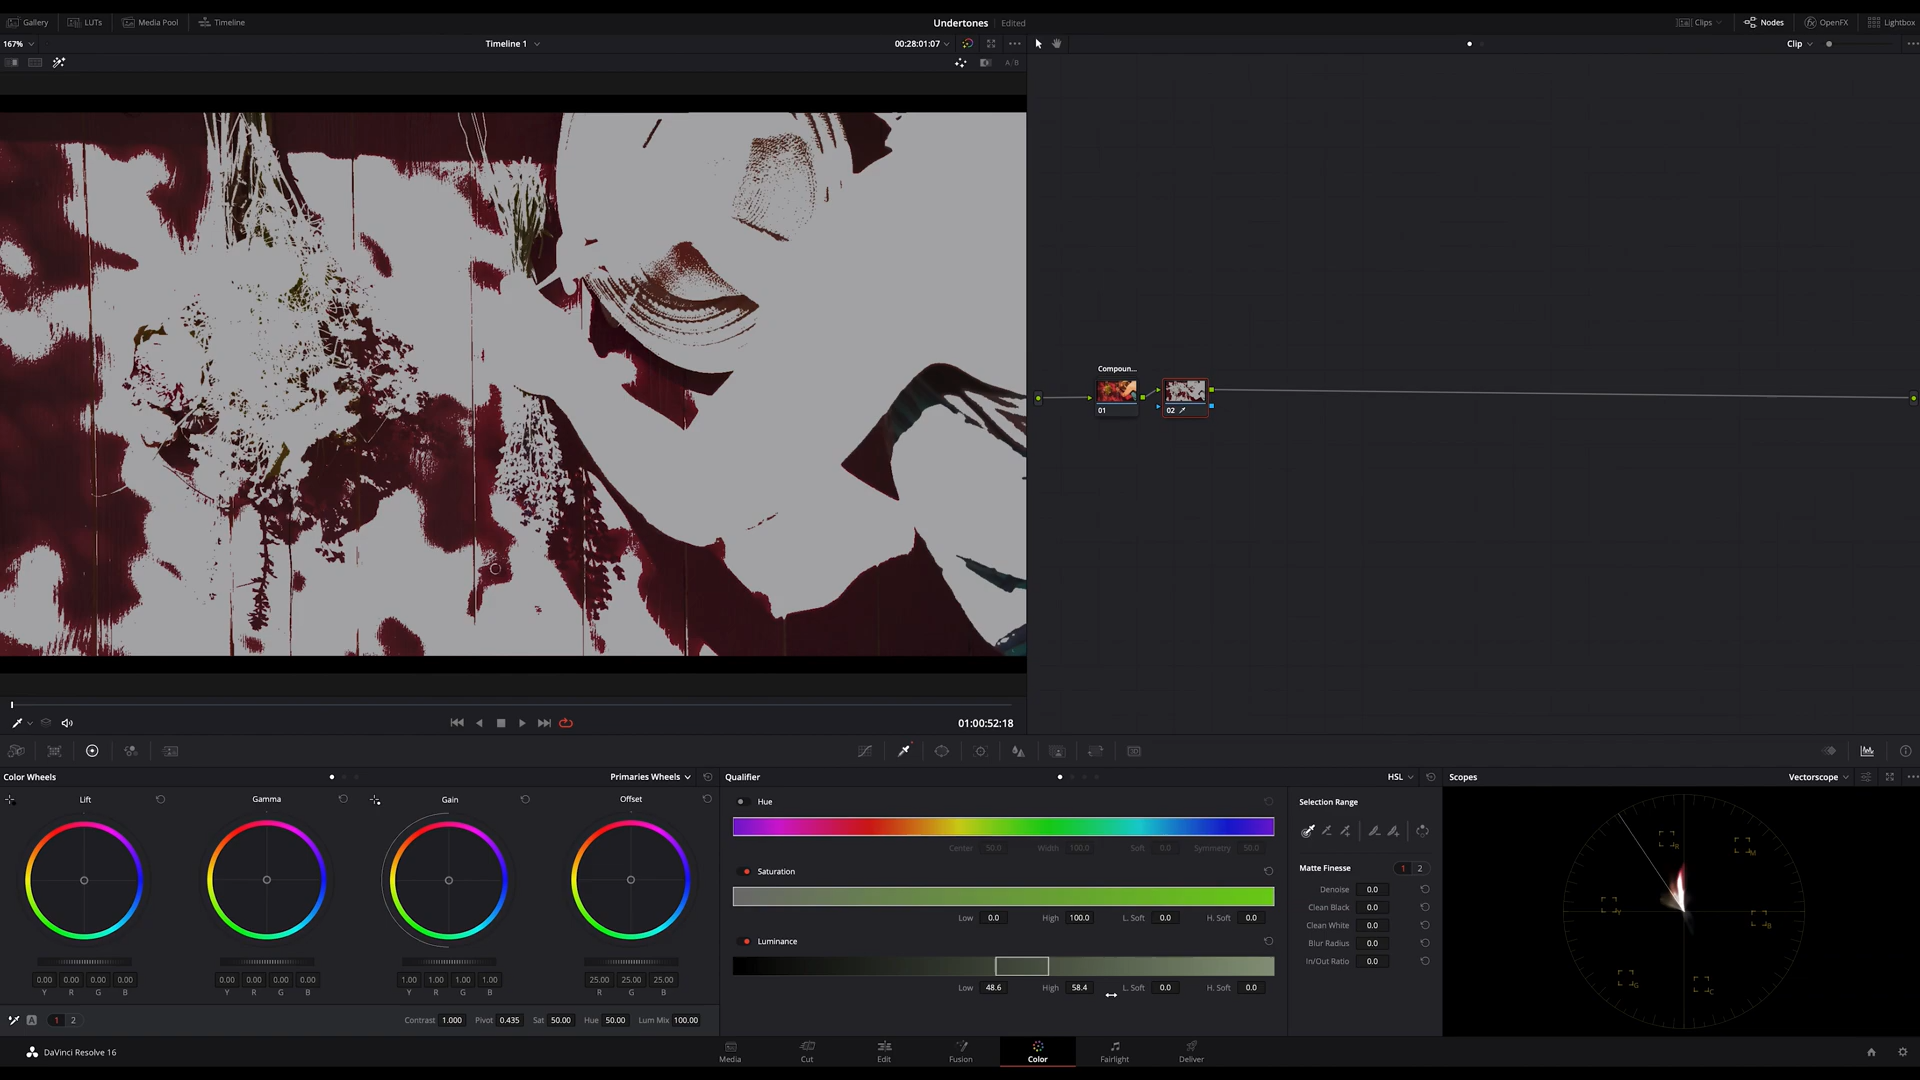 Gallery LUTs Media Pool Timeline Undertones Edited Clips Nodes OpenFX Lightbox
167% Timeline 1 00:28:01:07 Clip
A/B
Compoun...
01 02
01:00:52:18
Color Wheels Primaries Wheels Qualifier HSL Scopes Vectorscope
Lift Gamma Gain Offset Hue Selection Range
Center 50.0 Width 100.0 Soft 0.0 Symmetry 50.0
Saturation Matte Finesse 1 2
Denoise 0.0
Low 0.0 High 100.0 L. Soft 0.0 H. Soft 0.0 Clean Black 0.0
Clean White 0.0
Luminance Blur Radius 0.0
In/Out Ratio 0.0
0.00 0.00 0.00 0.00 0.00 0.00 0.00 0.00 1.00 1.00 1.00 1.00 25.00 25.00 25.00
Low 48.6 High 58.4 L. Soft 0.0 H. Soft 0.0
Y R G B Y R G B Y R G B R G B
A 1 2 Contrast 1.000 Pivot 0.435 Sat 50.00 Hue 50.00 Lum Mix 100.00
R M
Y B
G C
DaVinci Resolve 16 Media Cut Edit Fusion Color Fairlight Deliver